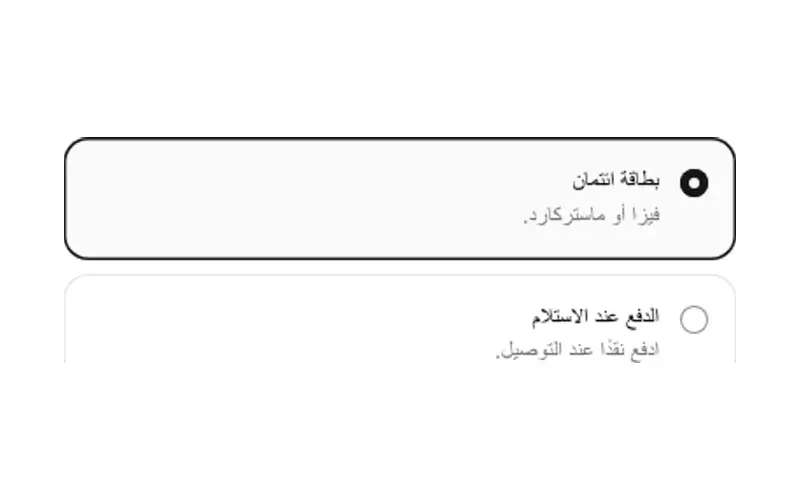 بطاقة ائتمان
فيزا أو ماستركارد.
الدفع عند الاستلام
ادفع نقدًا عند التوصيل.